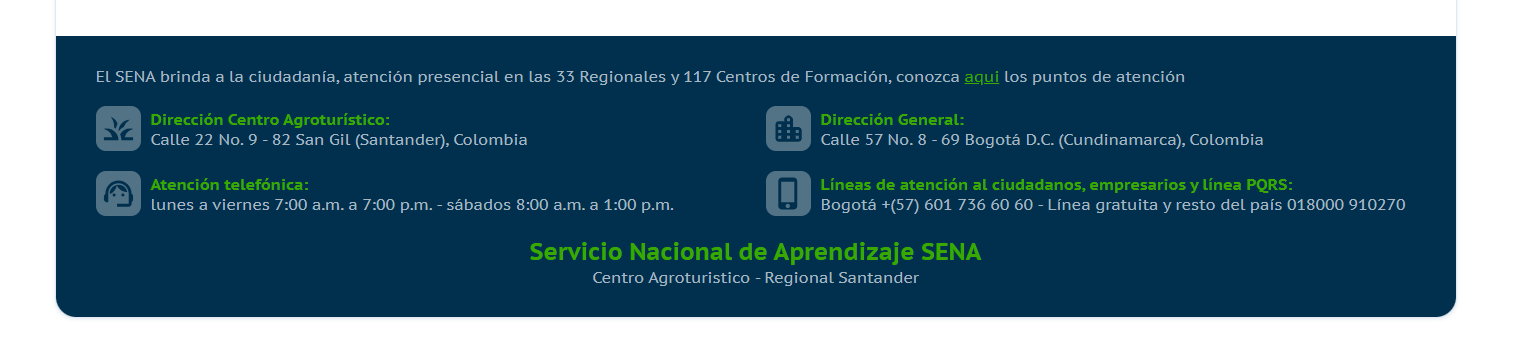 El SENA brinda a la ciudadanía, atención presencial en las 33 Regionales y 117 Centros de Formación, conozca aqui los puntos de atención
Dirección Centro Agroturístico:
Calle 22 No. 9 - 82 San Gil (Santander), Colombia
Dirección General:
Calle 57 No. 8 - 69 Bogotá D.C. (Cundinamarca), Colombia
Atención telefónica:
lunes a viernes 7:00 a.m. a 7:00 p.m. - sábados 8:00 a.m. a 1:00 p.m.
Líneas de atención al ciudadanos, empresarios y línea PQRS:
Bogotá +(57) 601 736 60 60 - Línea gratuita y resto del país 018000 910270
Servicio Nacional de Aprendizaje SENA
Centro Agroturistico - Regional Santander